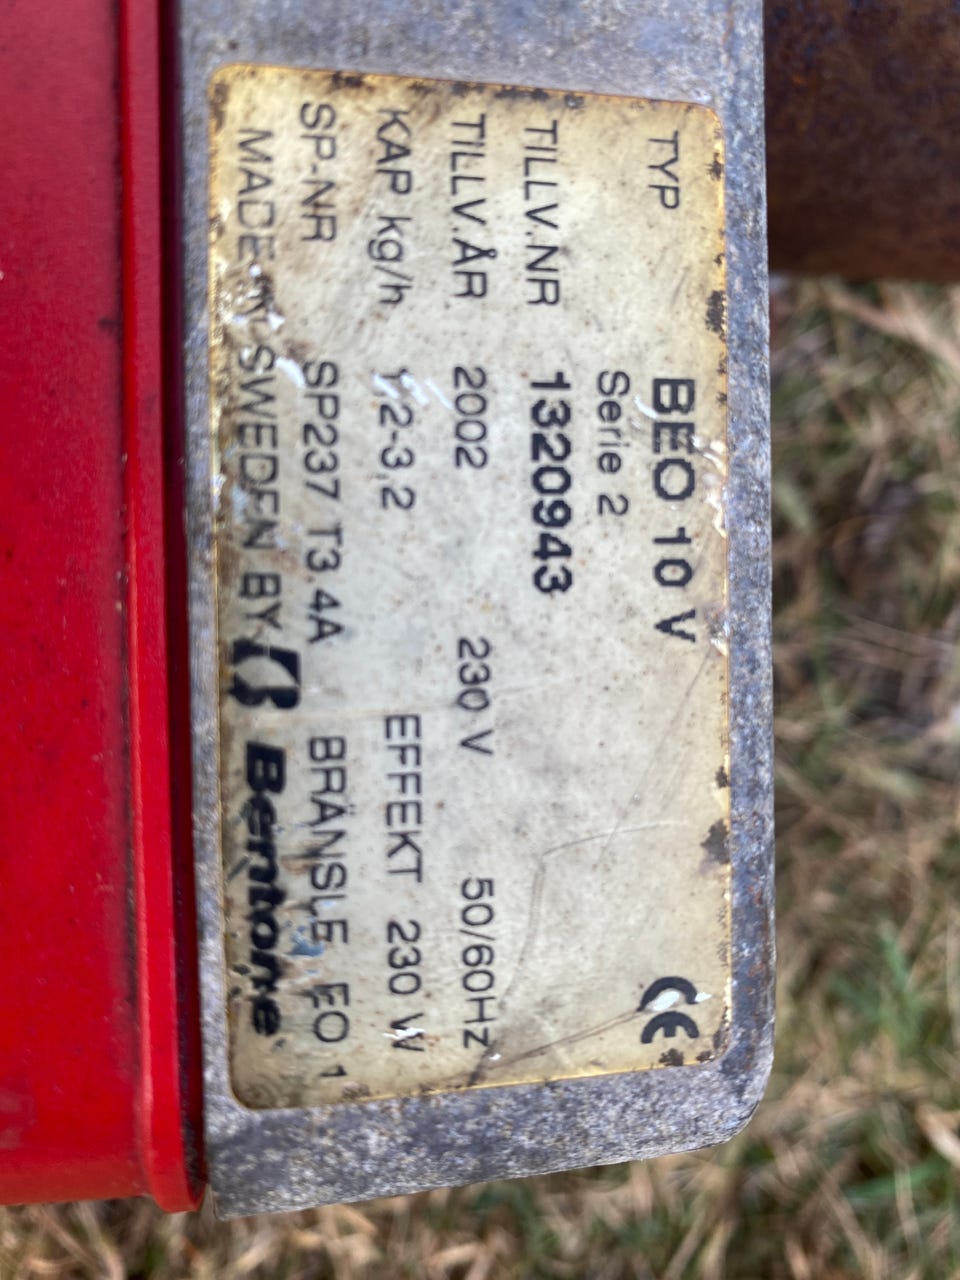 TYP BEO 10 V CE
Serie 2
TILLV.NR 1320943
TILLV.ÅR 2002 230 V 50/60Hz
KAP kg/h 1,2-3,2 EFFEKT 230 W
SP-NR SP237 T3.4A BRÄNSLE EO 1
MADE IN SWEDEN BY Bentone